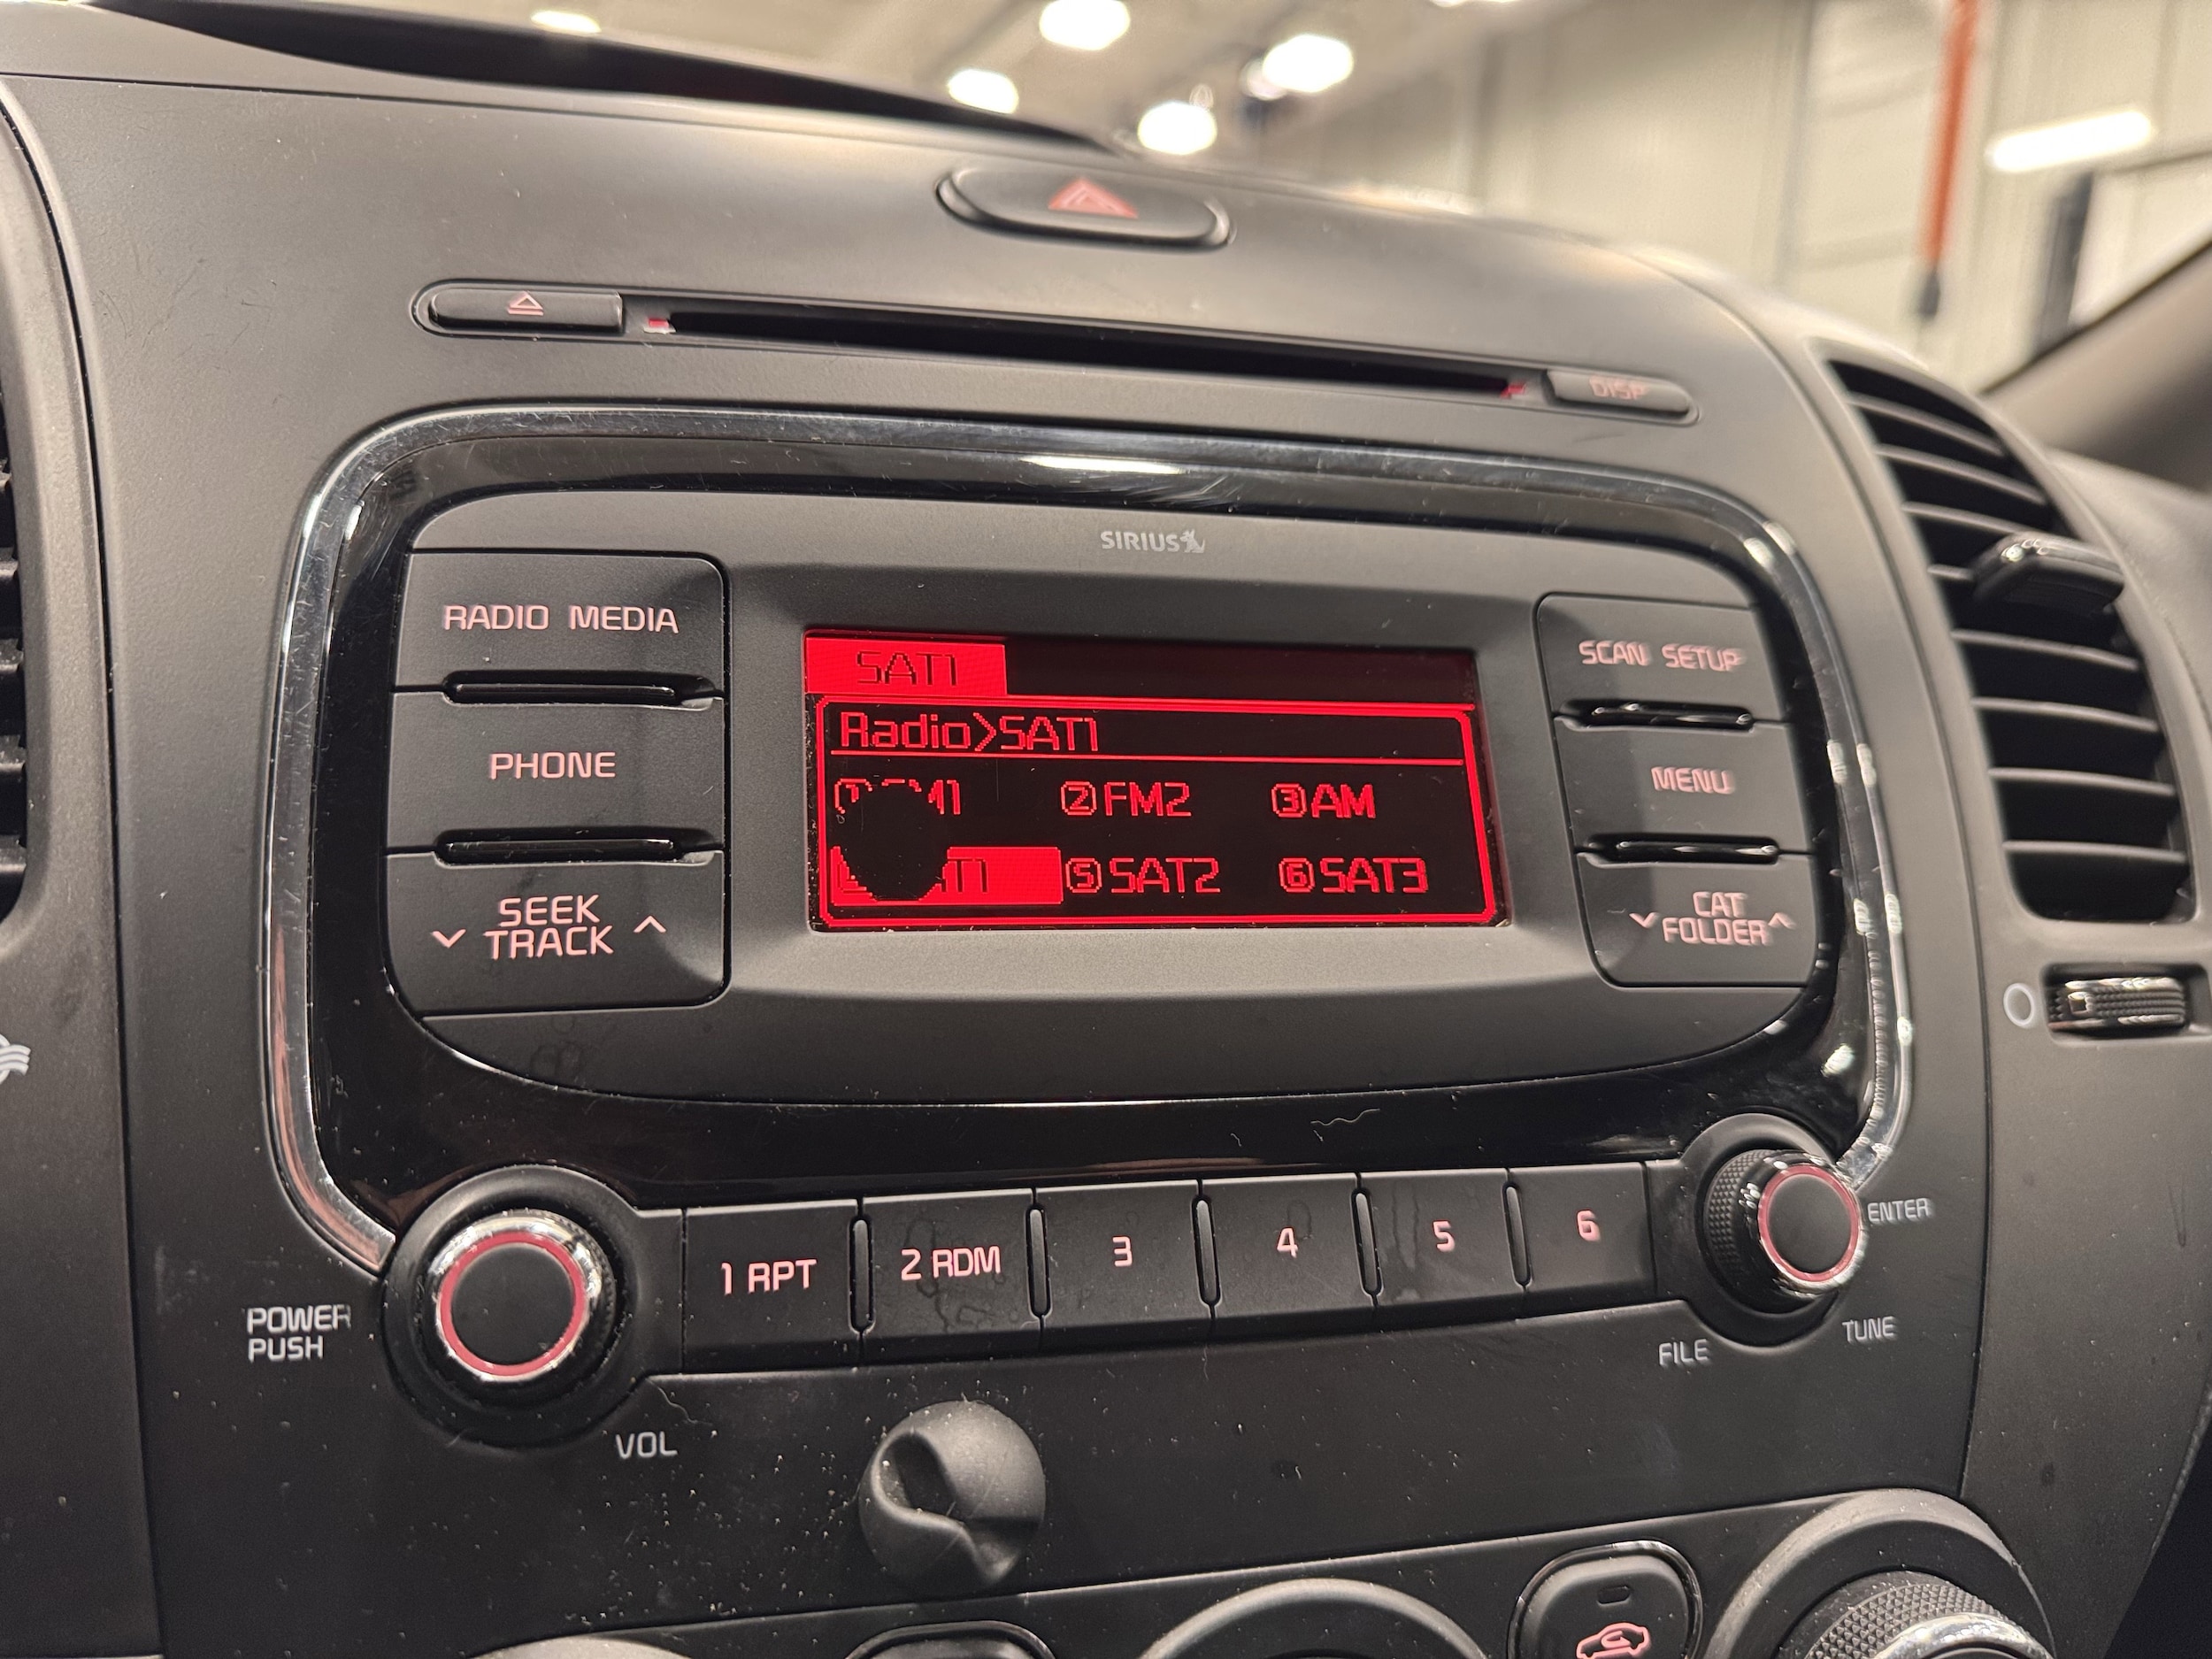 DISP
SIRIUS
RADIO MEDIA
SCAN SETUP
SAT1
Radio>SAT1
PHONE
MENU
②FM2 ③AM
⑤SAT2 ⑥SAT3
SEEK
TRACK
CAT
FOLDER
1 RPT
2 RDM
3
4
5
6
ENTER
POWER
PUSH
VOL
FILE
TUNE